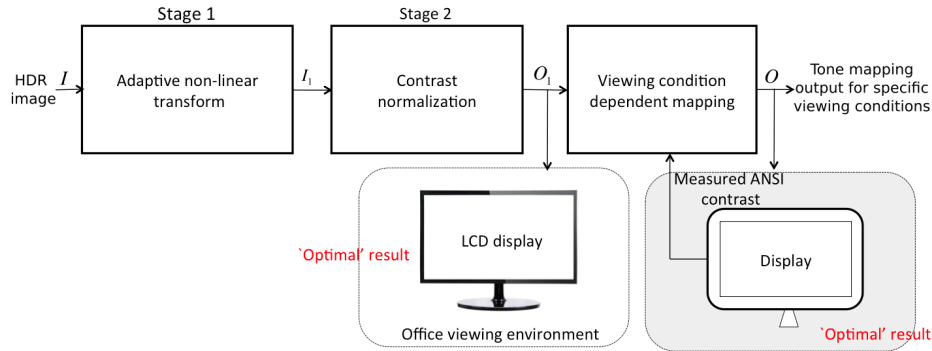 Stage 1
Stage 2
HDR
image
I
Adaptive non-linear
transform
I₁
Contrast
normalization
O₁
Viewing condition
dependent mapping
O
Tone mapping
output for specific
viewing conditions
LCD display
`Optimal’ result
Office viewing environment
Measured ANSI
contrast
Display
`Optimal’ result